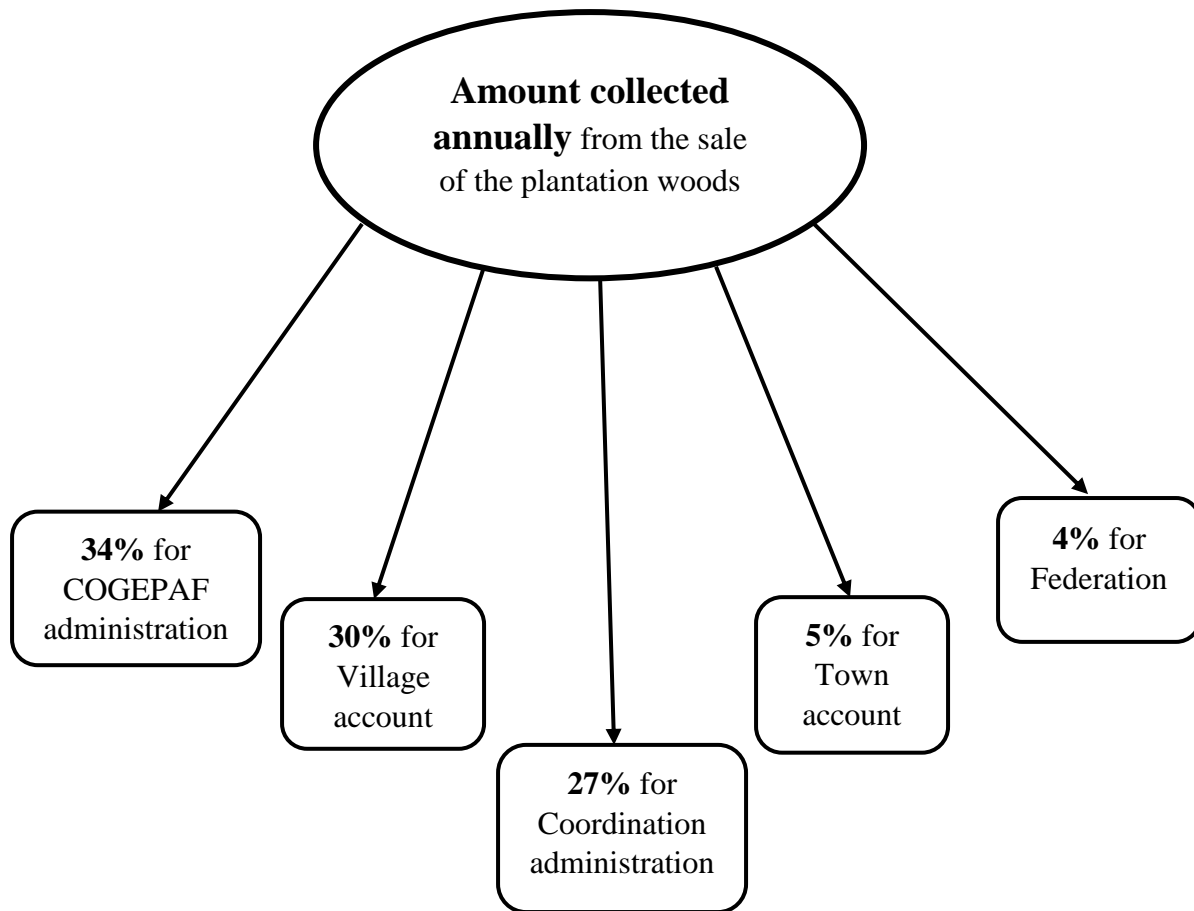 Amount collected
annually from the sale
of the plantation woods
34% for
COGEPAF
administration
30% for
Village
account
27% for
Coordination
administration
5% for
Town
account
4% for
Federation